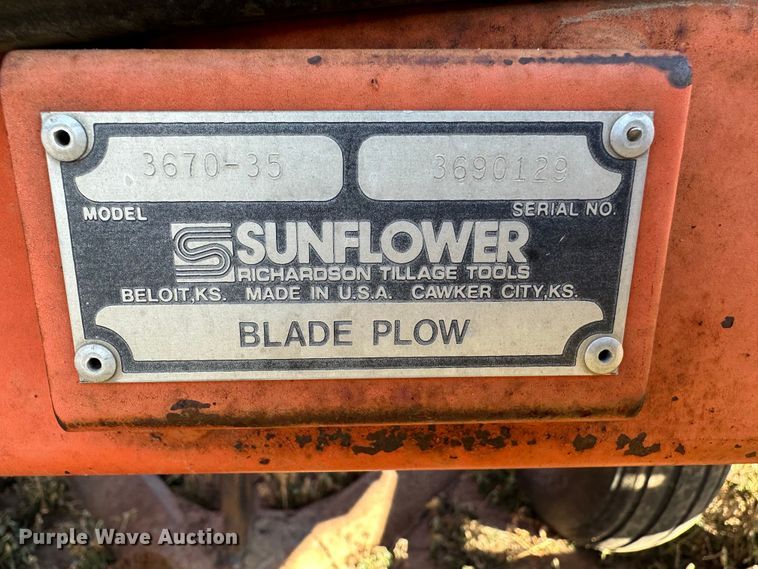 3670-35 3690129
MODEL SERIAL NO.
SUNFLOWER
RICHARDSON TILLAGE TOOLS
BELOIT,KS. MADE IN U.S.A. CAWKER CITY,KS.
BLADE PLOW
Purple Wave Auction